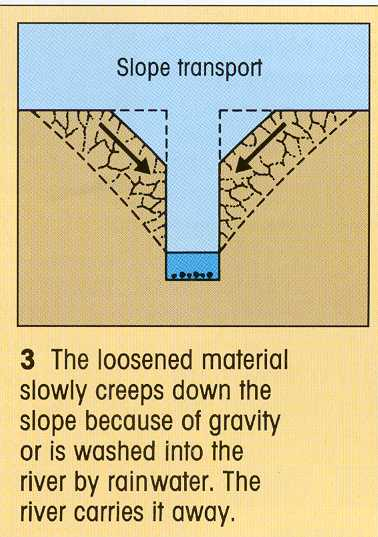 Slope transport
3 The loosened material
slowly creeps down the
slope because of gravity
or is washed into the
river by rainwater. The
river carries it away.